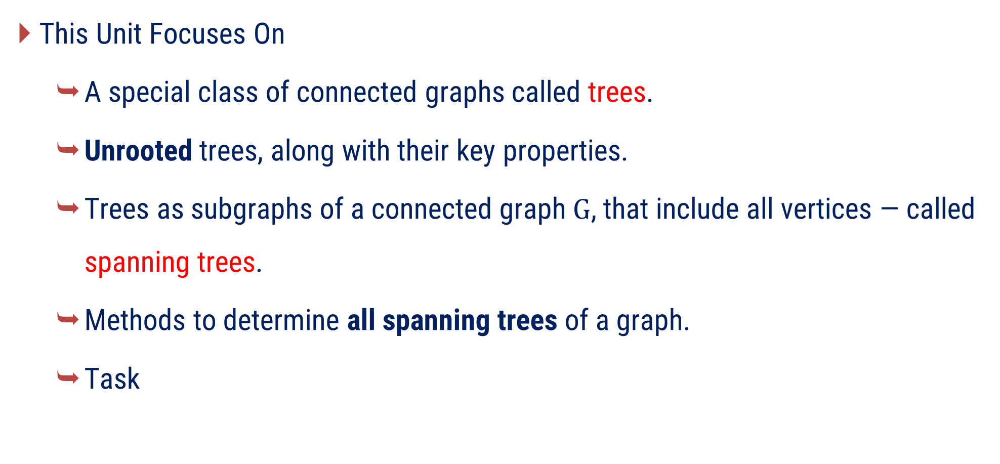 This Unit Focuses On
A special class of connected graphs called trees.
Unrooted trees, along with their key properties.
Trees as subgraphs of a connected graph G, that include all vertices — called
spanning trees.
Methods to determine all spanning trees of a graph.
Task